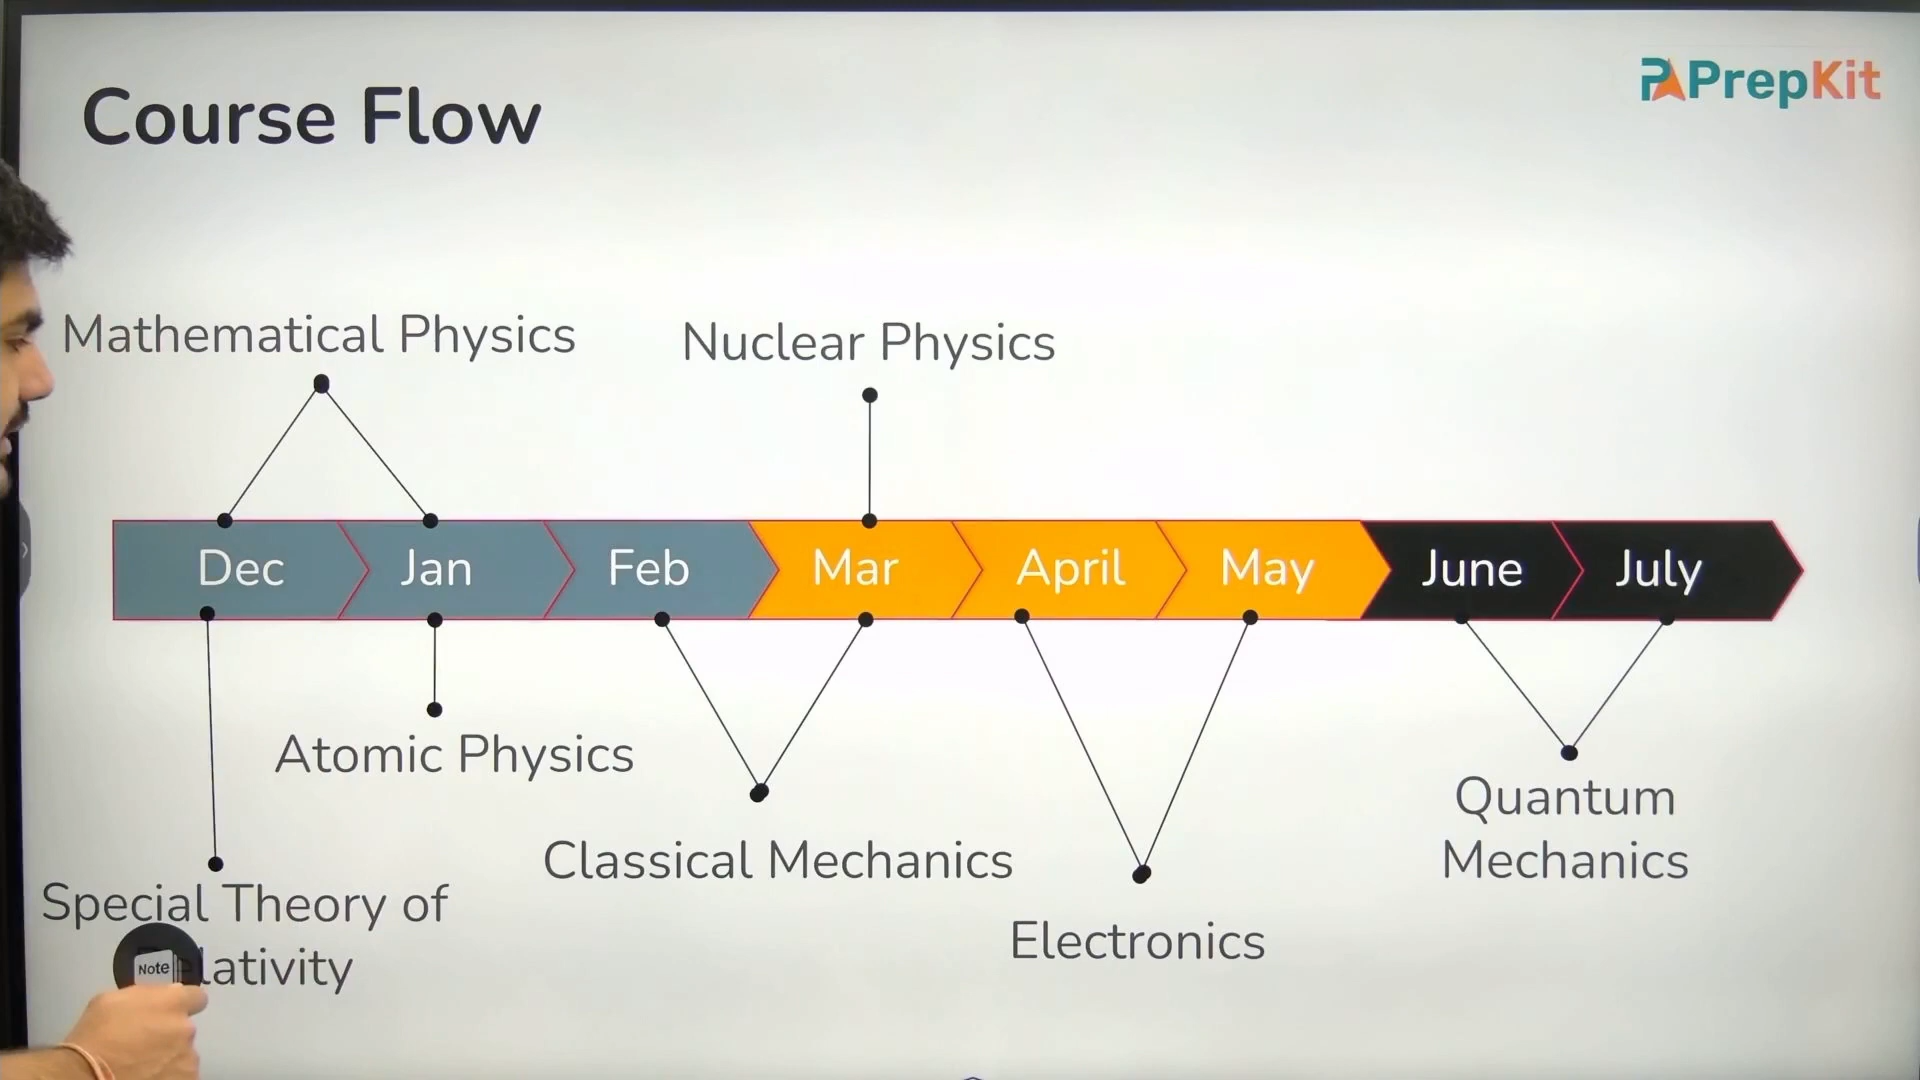 Course Flow
PrepKit
Mathematical Physics
Nuclear Physics
Dec
Jan
Feb
Mar
April
May
June
July
Atomic Physics
Classical Mechanics
Special Theory of
lativity
Electronics
Quantum
Mechanics
Note